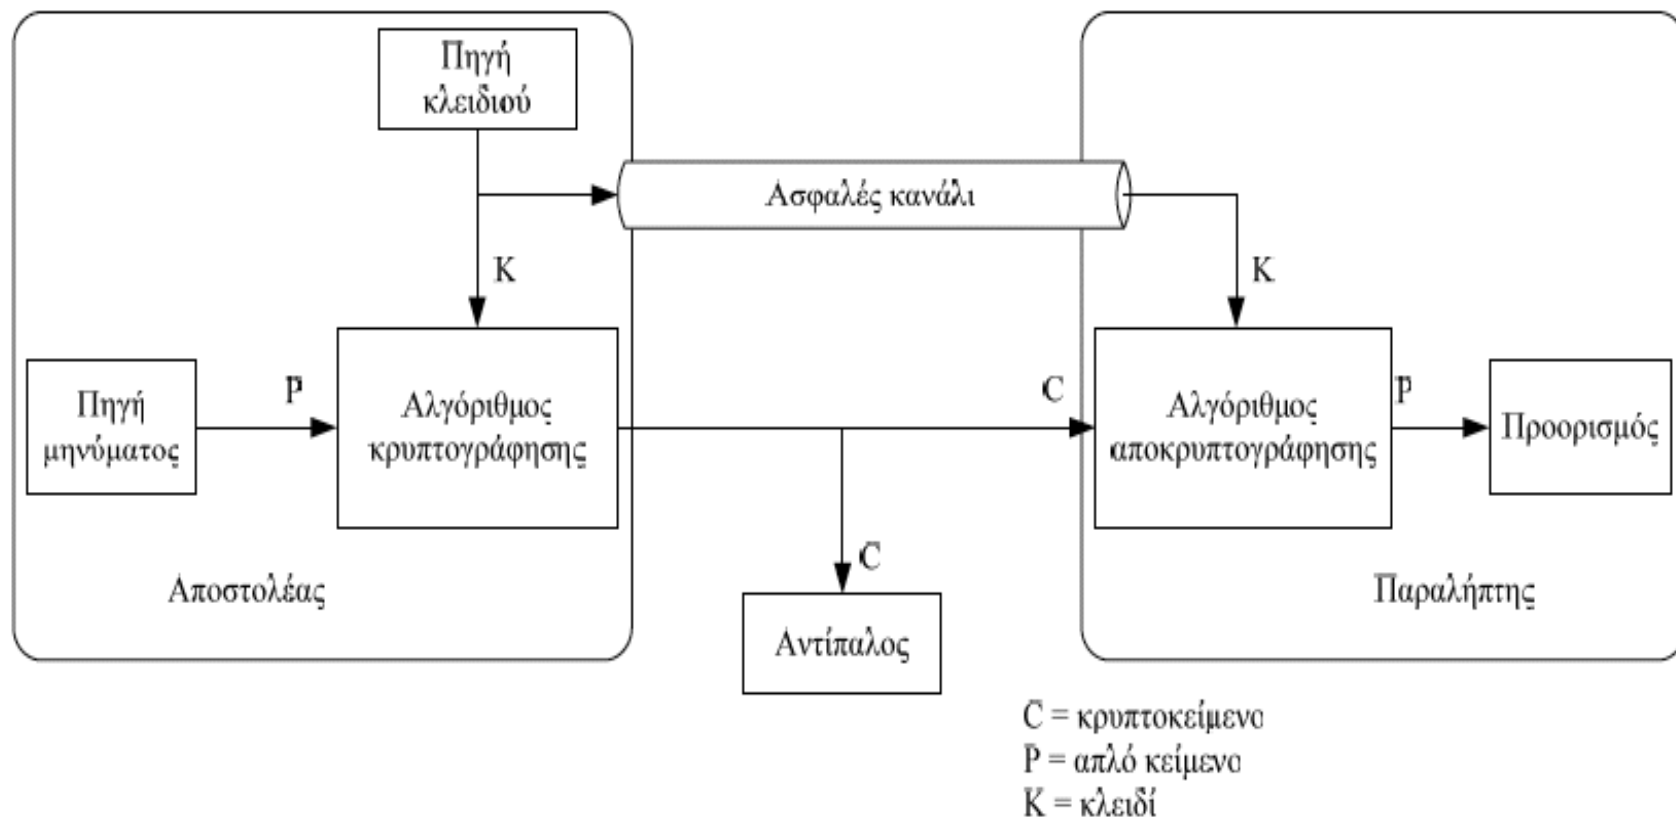 Πηγή
κλειδιού
Ασφαλές κανάλι
K
K
Πηγή
μηνύματος
P
Αλγόριθμος
κρυπτογράφησης
C
Αλγόριθμος
αποκρυπτογράφησης
P
Προορισμός
C
Αποστολέας
Αντίπαλος
Παραλήπτης
C = κρυπτοκείμενο
P = απλό κείμενο
K = κλειδί